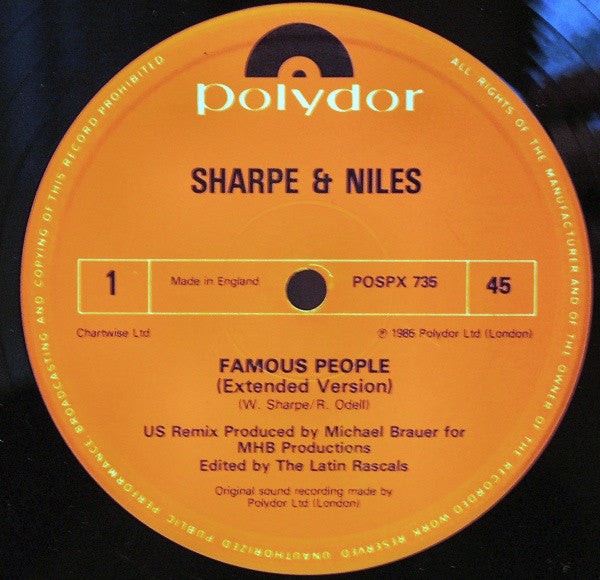 polydor
SHARPE & NILES
1
Made in England
POSPX 735
45
Chartwise Ltd
℗ 1985 Polydor Ltd (London)
FAMOUS PEOPLE
(Extended Version)
(W. Sharpe/R. Odell)
US Remix Produced by Michael Brauer for
MHB Productions
Edited by The Latin Rascals
Original sound recording made by
Polydor Ltd (London)
ALL RIGHTS OF THE MANUFACTURER AND OF THE OWNER OF THE RECORDED WORK RESERVED. UNAUTHORIZED PUBLIC PERFORMANCE, BROADCASTING AND COPYING OF THIS RECORD PROHIBITED